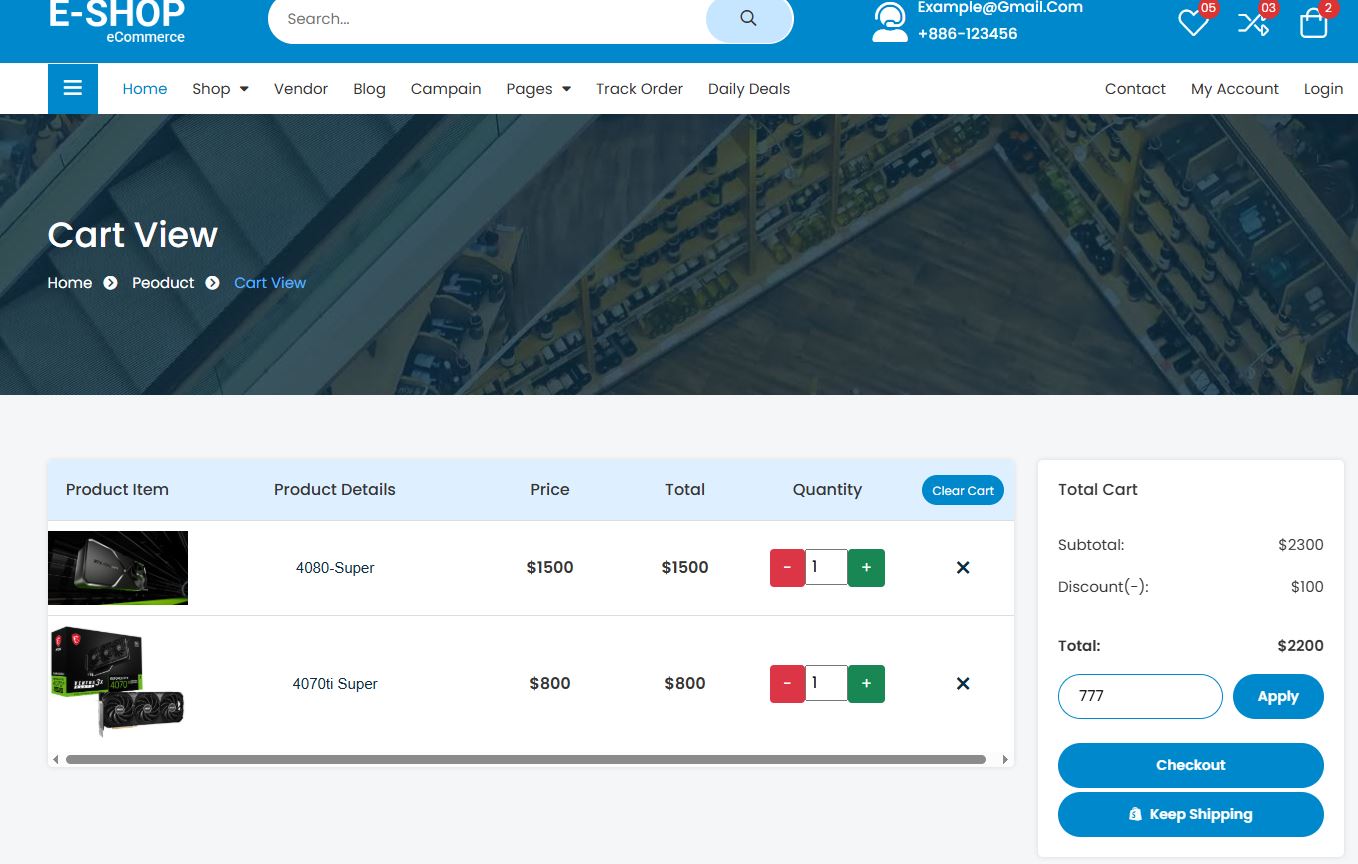 E-SHOP
eCommerce
Search...
Example@Gmail.Com
+886-123456
05
03
2
Home
Shop
Vendor
Blog
Campain
Pages
Track Order
Daily Deals
Contact
My Account
Login
Cart View
Home
Peoduct
Cart View
Product Item
Product Details
Price
Total
Quantity
Clear Cart
4080-Super
$1500
$1500
-
1
+
×
4070ti Super
$800
$800
-
1
+
×
Total Cart
Subtotal:
$2300
Discount(-):
$100
Total:
$2200
777
Apply
Checkout
Keep Shipping